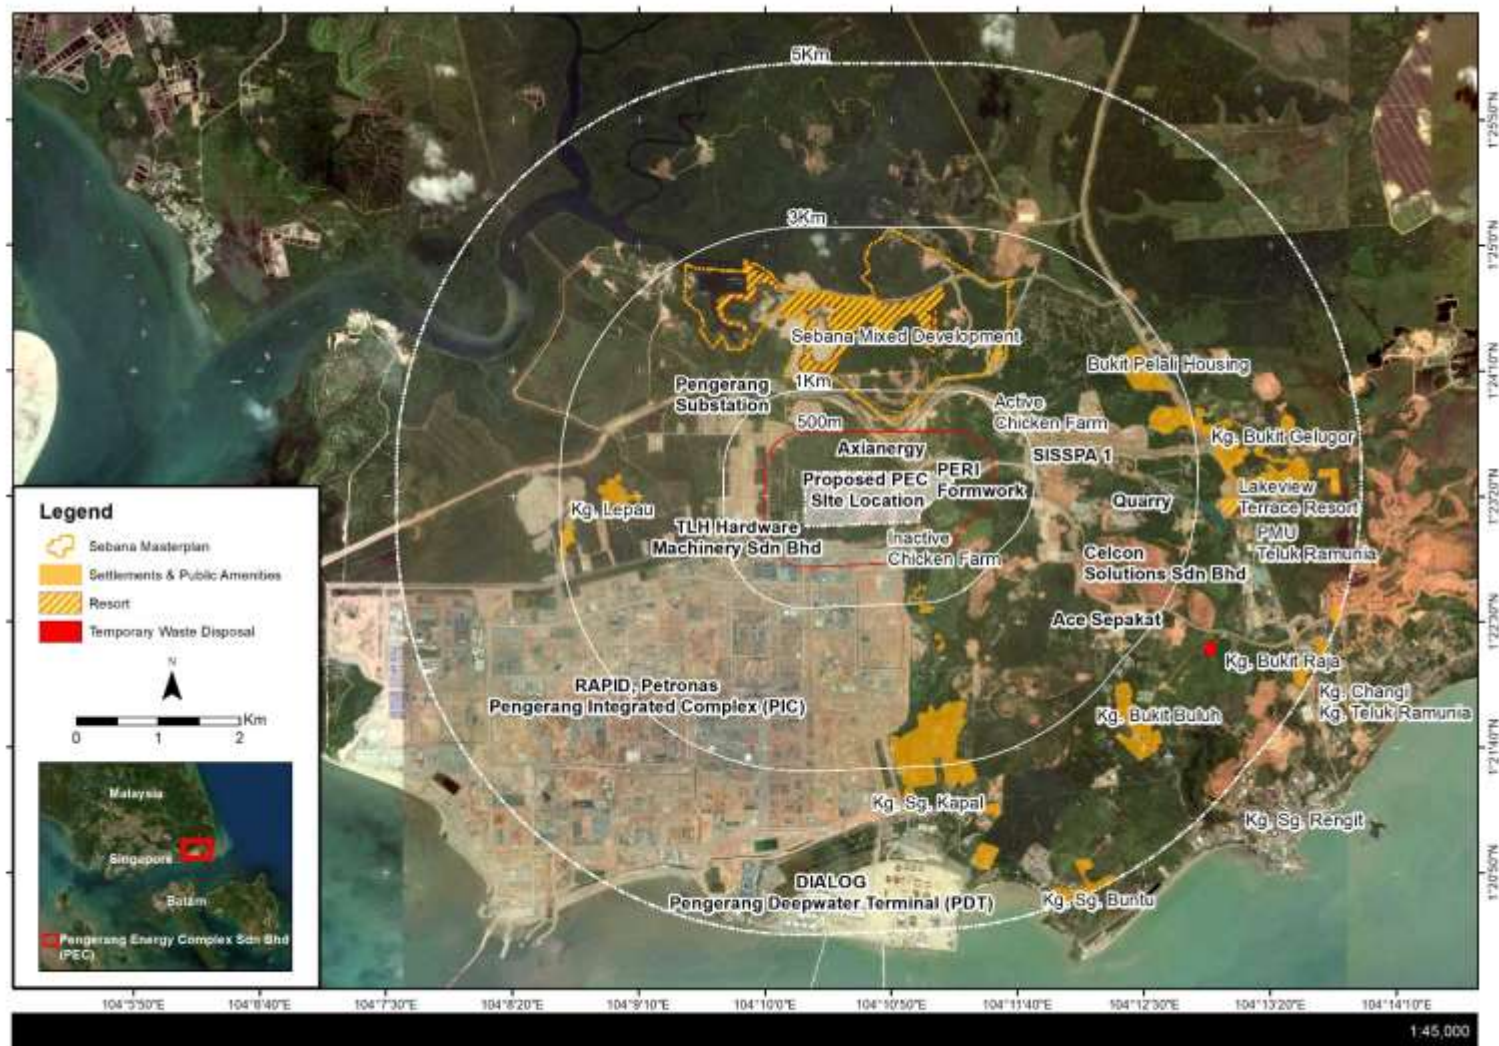 5Km
3Km
Sebana Mixed Development
Bukit Pelali Housing
1Km
Pengerang
Substation
Active
Chicken Farm
500m
Kg. Bukit Gelugor
Axianergy
SISSPA 1
PERI
Formwork
Proposed PEC
Site Location
Lakeview
Terrace Resort
Quarry
Kg. Lepau
TLH Hardware
Machinery Sdn Bhd
Inactive
Chicken Farm
PMU
Teluk Ramunia
Celcon
Solutions Sdn Bhd
Ace Sepakat
Kg. Bukit Raja
RAPID, Petronas
Pengerang Integrated Complex (PIC)
Kg. Changi
Kg. Teluk Ramunia
Kg. Bukit Buluh
Kg. Sg. Kapal
Kg. Sg. Rengit
DIALOG
Pengerang Deepwater Terminal (PDT)
Kg. Sg. Buntu
Legend
Sebana Masterplan
Settlements & Public Amenities
Resort
Temporary Waste Disposal
N
Km
0 1 2
Malaysia
Singapore
Batam
Pengerang Energy Complex Sdn Bhd
(PEC)
1°25'0"N
1°24'10"N
1°22'30"N
1°21'40"N
1°20'50"N
104°5'50"E 104°6'40"E 104°7'30"E 104°8'20"E 104°9'10"E 104°10'0"E 104°10'50"E 104°11'40"E 104°12'30"E 104°13'20"E 104°14'10"E
1:45,000